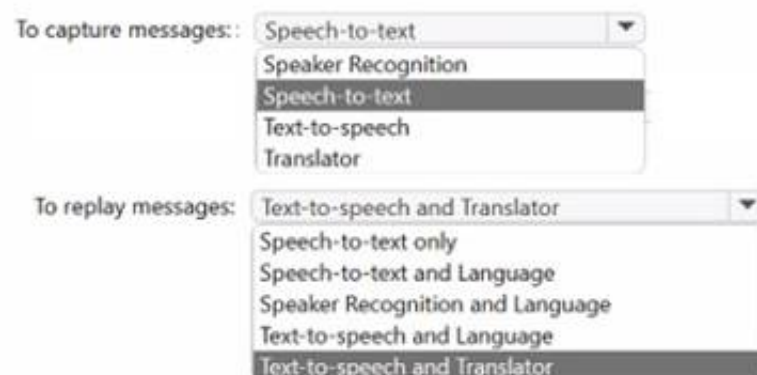 To capture messages:: Speech-to-text
Speaker Recognition
Speech-to-text
Text-to-speech
Translator
To replay messages: Text-to-speech and Translator
Speech-to-text only
Speech-to-text and Language
Speaker Recognition and Language
Text-to-speech and Language
Text-to-speech and Translator